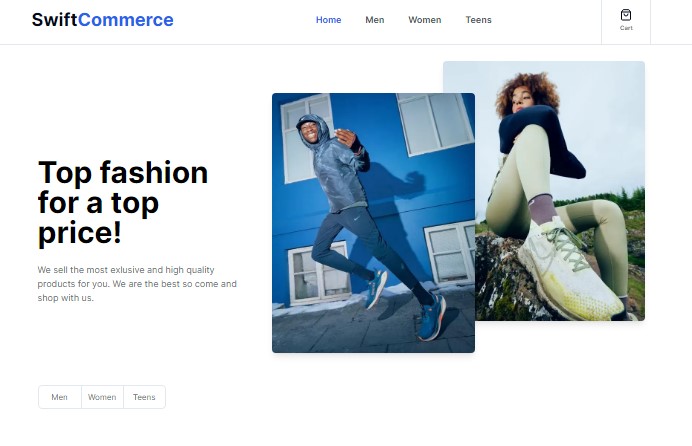 SwiftCommerce
Home Men Women Teens
Cart
Top fashion
for a top
price!
We sell the most exlusive and high quality
products for you. We are the best so come and
shop with us.
Men Women Teens